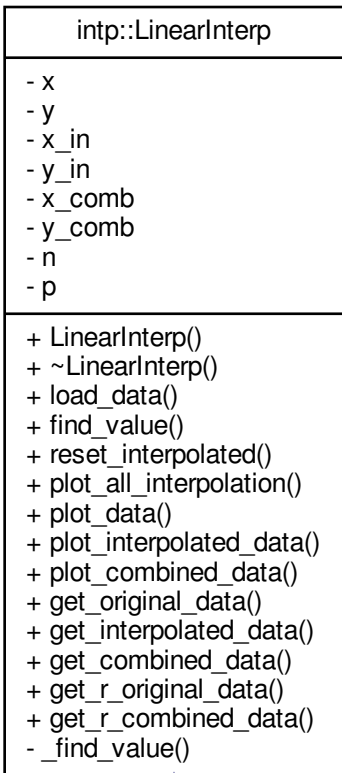 intp::LinearInterp
- x
- y
- x_in
- y_in
- x_comb
- y_comb
- n
- p
+ LinearInterp()
+ ~LinearInterp()
+ load_data()
+ find_value()
+ reset_interpolated()
+ plot_all_interpolation()
+ plot_data()
+ plot_interpolated_data()
+ plot_combined_data()
+ get_original_data()
+ get_interpolated_data()
+ get_combined_data()
+ get_r_original_data()
+ get_r_combined_data()
- _find_value()